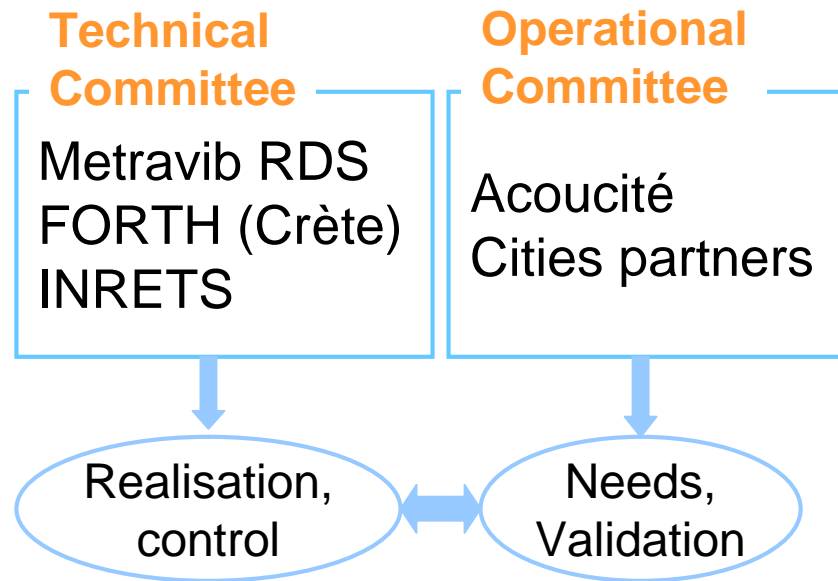 Technical
Committee
Metravib RDS
FORTH (Crète)
INRETS
Realisation,
control
Operational
Committee
Acoucité
Cities partners
Needs,
Validation